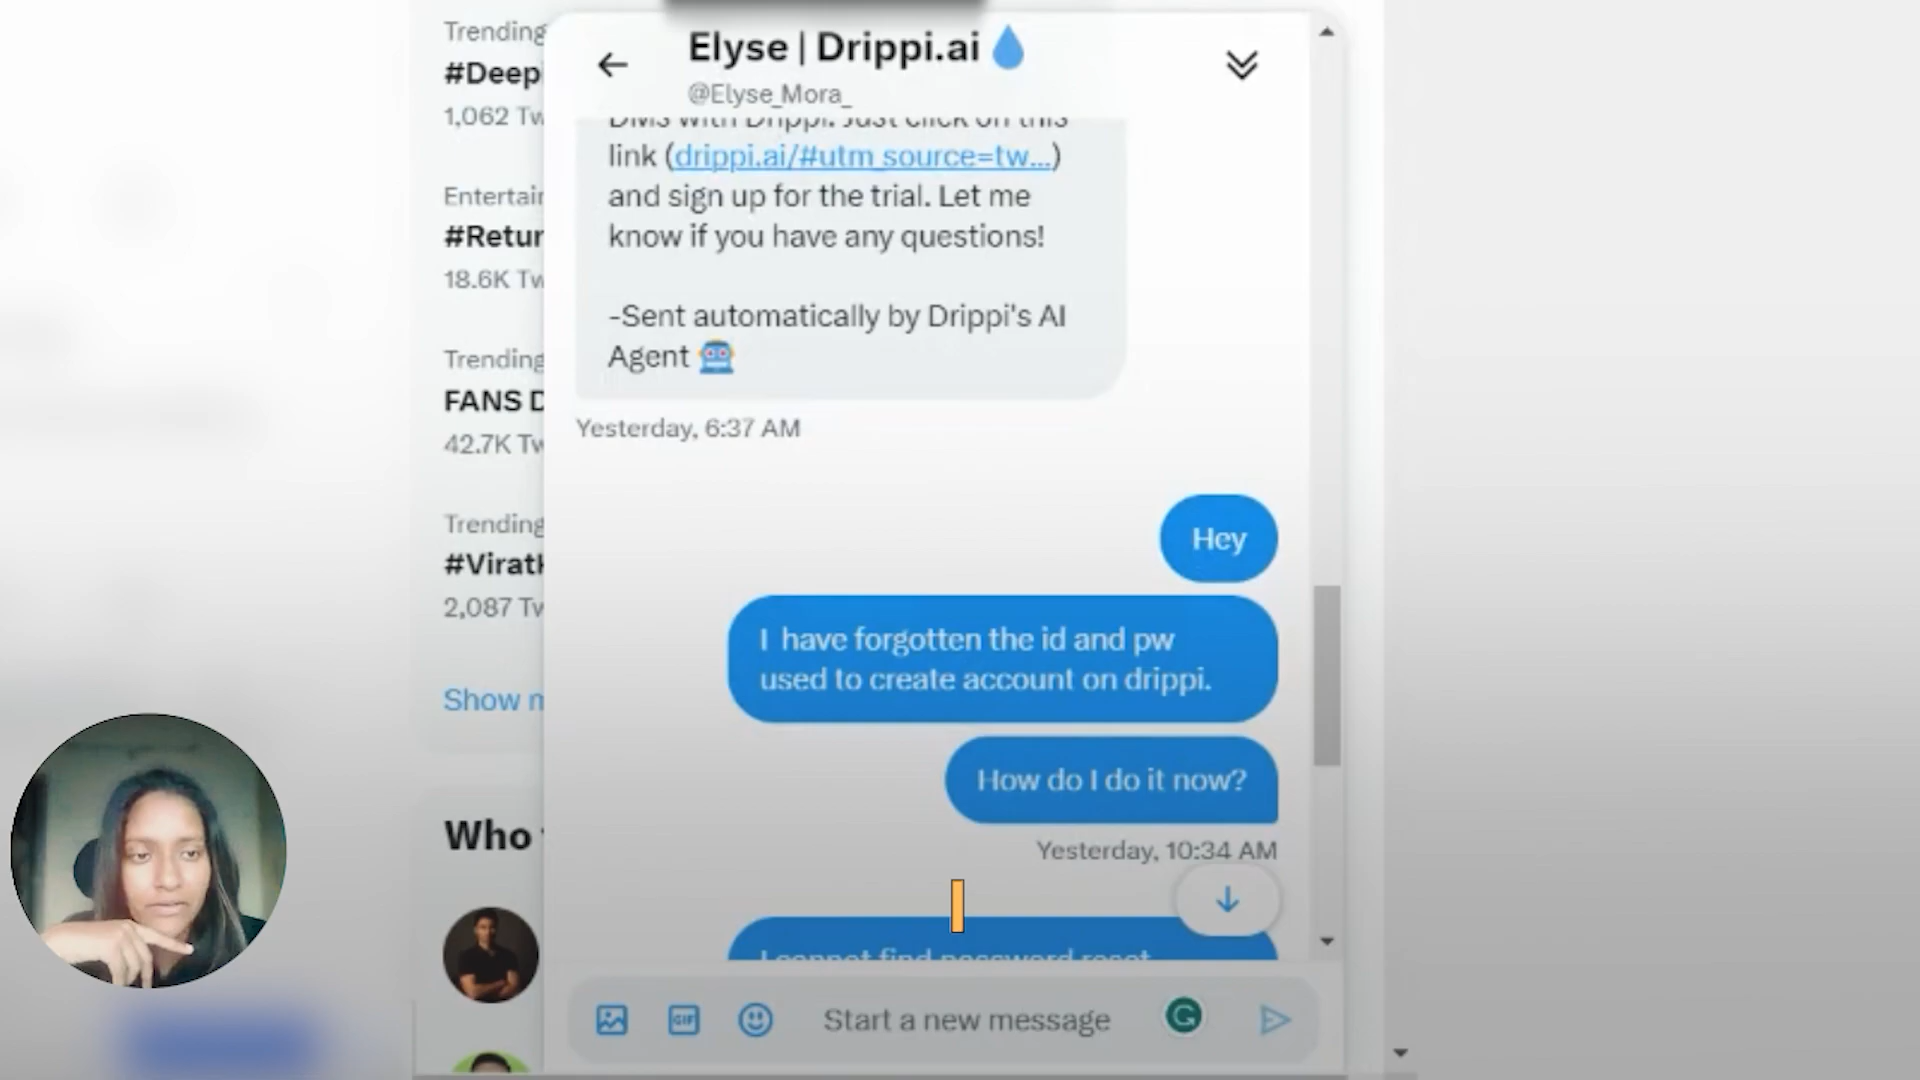 Trending
#Deep
1,062 Tw
Entertain
#Retur
18.6K Tw
Trending
FANS D
42.7K Tw
Trending
#Virat
2,087 Tw
Show m
Who
Elyse | Drippi.ai 💧
@Elyse_Mora_
DMs with Drippi. Just click on this
link (drippi.ai/#utm_source=tw...)
and sign up for the trial. Let me
know if you have any questions!
-Sent automatically by Drippi's AI
Agent 🤖
Yesterday, 6:37 AM
Hey
I have forgotten the id and pw
used to create account on drippi.
How do I do it now?
Yesterday, 10:34 AM
I cannot find password reset
GIF
Start a new message
G